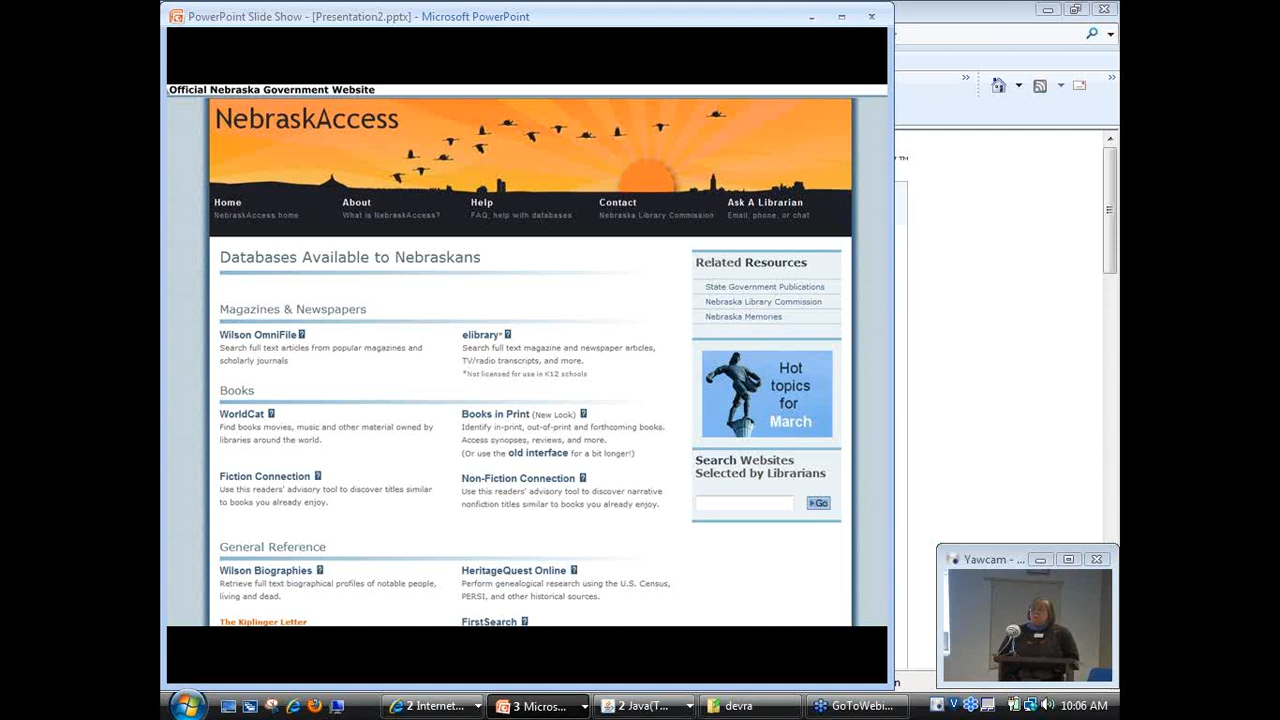 PowerPoint Slide Show - [Presentation2.pptx] - Microsoft PowerPoint
Official Nebraska Government Website
NebraskAccess
Home
About
Help
Contact
Ask A Librarian
NebraskAccess home
What is NebraskAccess?
FAQ, help with databases
Nebraska Library Commission
Email, phone, or chat
Databases Available to Nebraskans
Magazines & Newspapers
Wilson OmniFile ?
Search full text articles from popular magazines and
scholarly journals
elibrary* ?
Search full text magazine and newspaper articles,
TV/radio transcripts, and more.
*Not licensed for use in K12 schools
Books
WorldCat ?
Find books movies, music and other material owned by
libraries around the world.
Books in Print (New Look) ?
Identify in-print, out-of-print and forthcoming books.
Access synopses, reviews, and more.
(Or use the old interface for a bit longer!)
Fiction Connection ?
Use this readers' advisory tool to discover titles similar
to books you already enjoy.
Non-Fiction Connection ?
Use this readers' advisory tool to discover narrative
nonfiction titles similar to books you already enjoy.
General Reference
Wilson Biographies ?
Retrieve full text biographical profiles of notable people,
living and dead.
HeritageQuest Online ?
Perform genealogical research using the U.S. Census,
PERSI, and other historical sources.
The Kiplinger Letter
FirstSearch ?
Related Resources
State Government Publications
Nebraska Library Commission
Nebraska Memories
Hot
topics
for
March
Search Websites
Selected by Librarians
Go
TM
Yawcam - ...
2 Internet...
3 Micros...
2 Java(T...
devra
GoToWebi...
10:06 AM